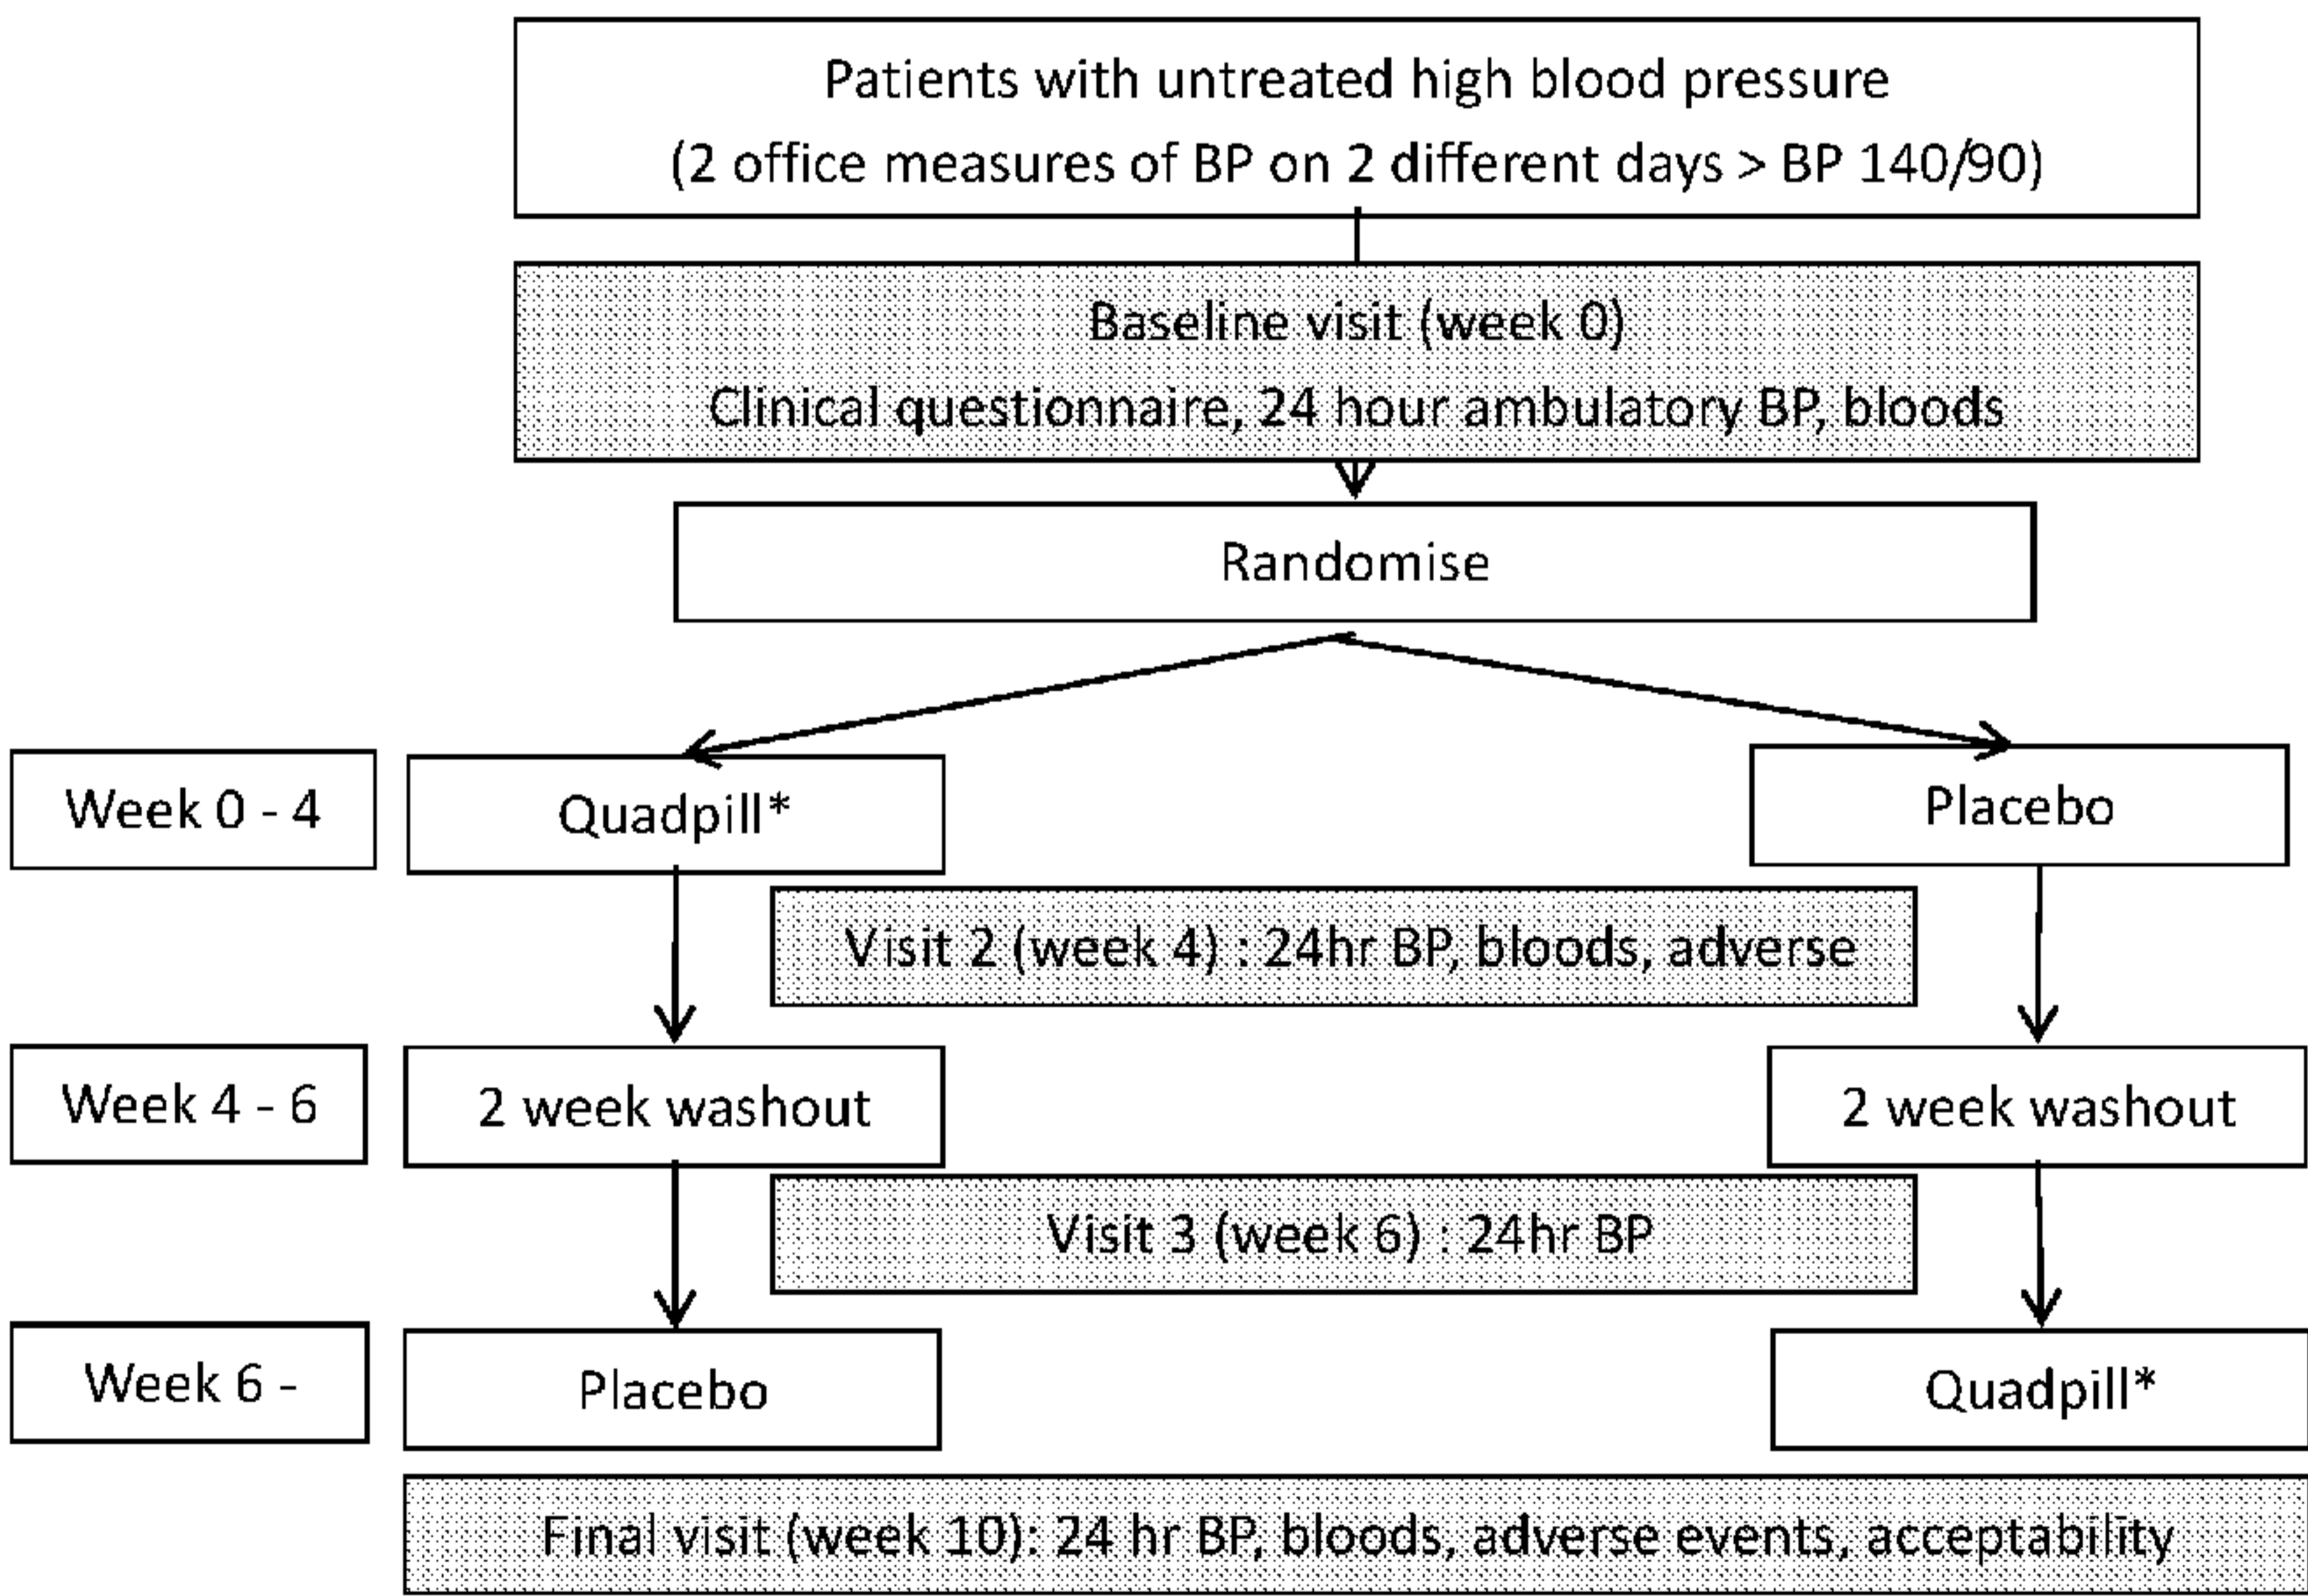 Patients with untreated high blood pressure
(2 office measures of BP on 2 different days > BP 140/90)
Baseline visit (week 0)
Clinical questionnaire, 24 hour ambulatory BP, bloods
Randomise
Week 0 - 4
Quadpill*
Placebo
Visit 2 (week 4) : 24hr BP, bloods, adverse
Week 4 - 6
2 week washout
2 week washout
Visit 3 (week 6) : 24hr BP
Week 6 -
Placebo
Quadpill*
Final visit (week 10): 24 hr BP, bloods, adverse events, acceptability